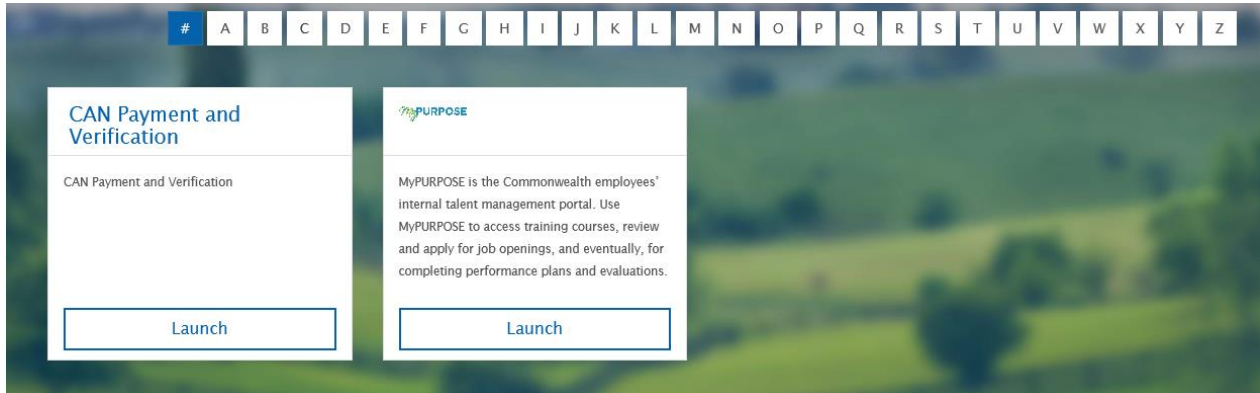 # A B C D E F G H I J K L M N O P Q R S T U V W X Y Z
CAN Payment and
Verification
CAN Payment and Verification
Launch
MyPURPOSE
MyPURPOSE is the Commonwealth employees'
internal talent management portal. Use
MyPURPOSE to access training courses, review
and apply for job openings, and eventually, for
completing performance plans and evaluations.
Launch